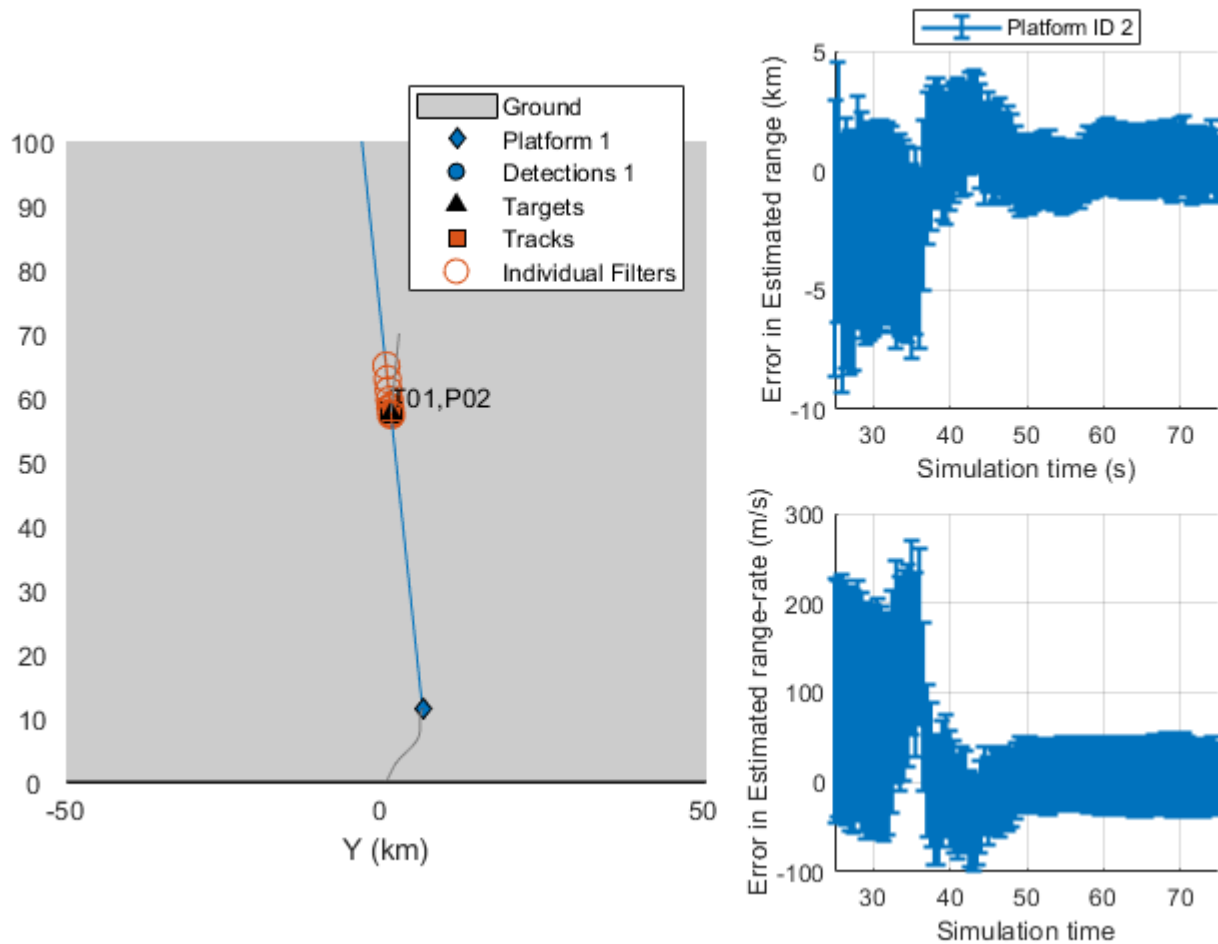 Ground
Platform 1
Detections 1
Targets
Tracks
Individual Filters
100
90
80
70
60
50
40
30
20
10
0
T01,P02
-50
0
50
Y (km)
Platform ID 2
Error in Estimated range (km)
5
0
-5
-10
30
40
50
60
70
Simulation time (s)
Error in Estimated range-rate (m/s)
300
200
100
0
-100
30
40
50
60
70
Simulation time